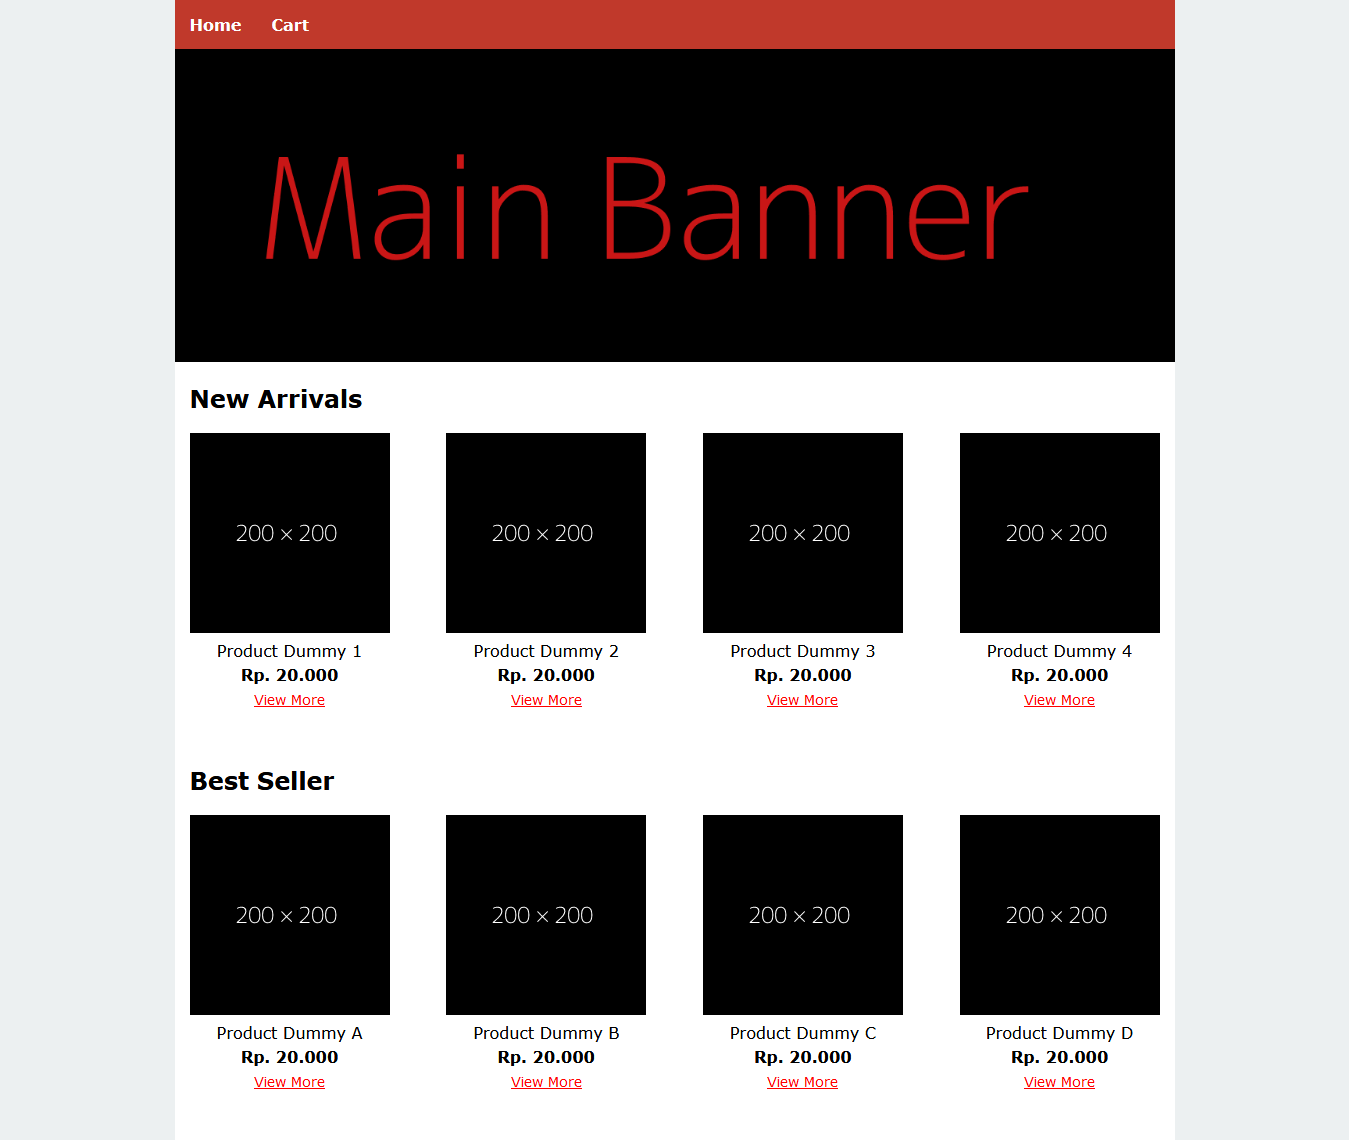 Home Cart
Main Banner
New Arrivals
200 × 200 200 × 200 200 × 200 200 × 200
Product Dummy 1 Product Dummy 2 Product Dummy 3 Product Dummy 4
Rp. 20.000 Rp. 20.000 Rp. 20.000 Rp. 20.000
View More View More View More View More
Best Seller
200 × 200 200 × 200 200 × 200 200 × 200
Product Dummy A Product Dummy B Product Dummy C Product Dummy D
Rp. 20.000 Rp. 20.000 Rp. 20.000 Rp. 20.000
View More View More View More View More